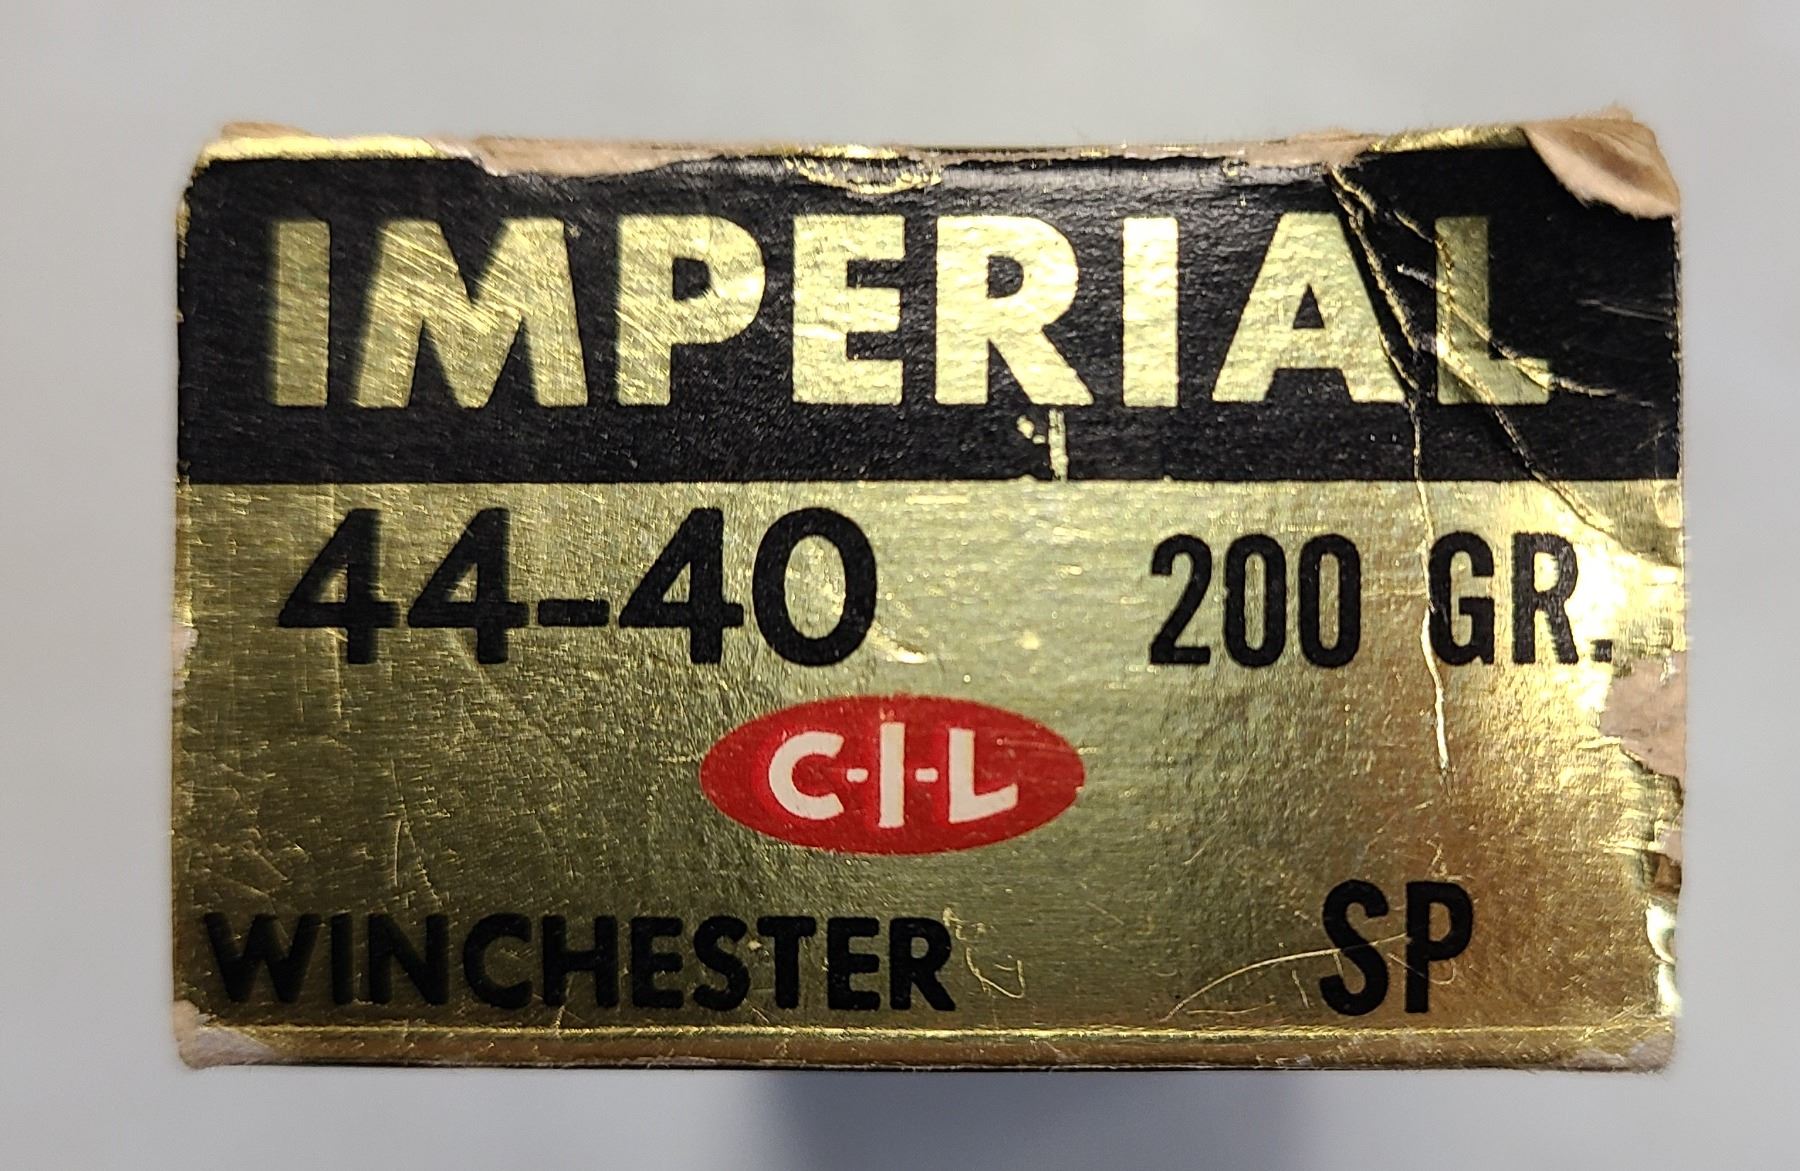 IMPERIAL
44-40 200 GR.
C-I-L
WINCHESTER SP